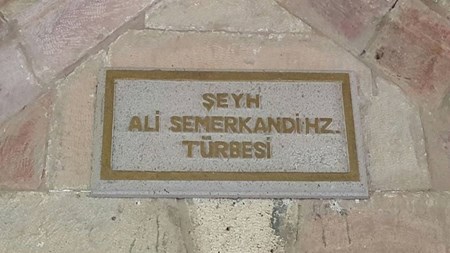 ŞEYH
ALİ SEMERKANDİ HZ.
TÜRBESİ